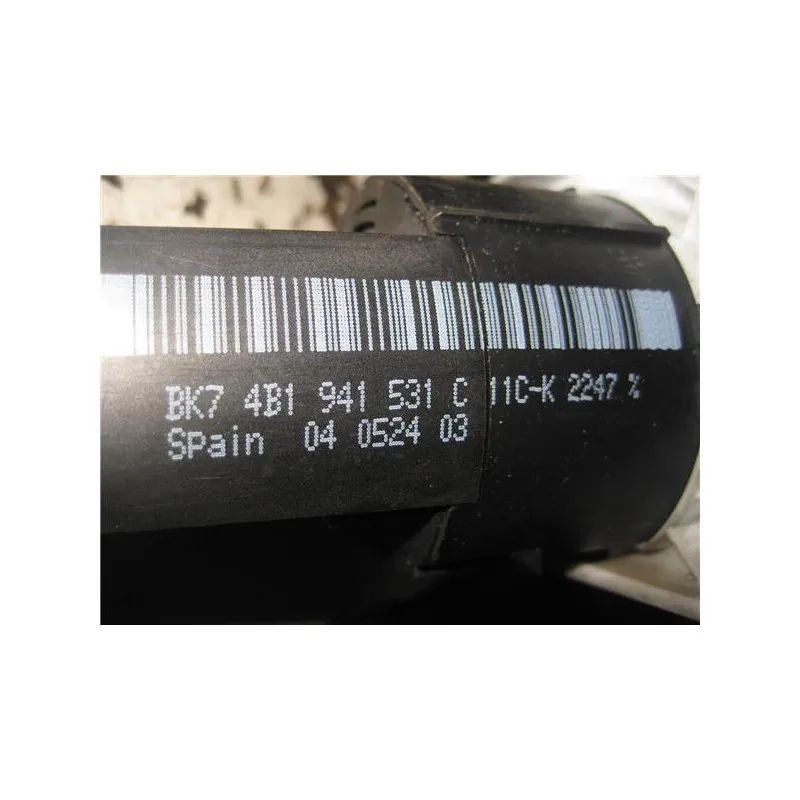 BK7 4B1 941 531 C 11C-K 2247 %
Spain 04 0524 03